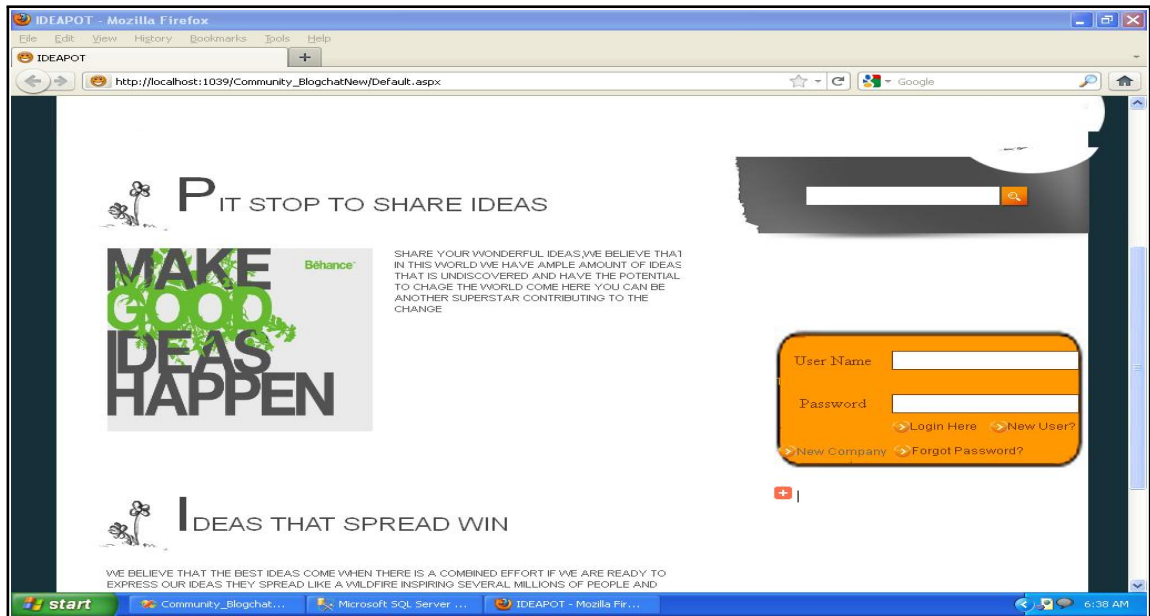 IDEAPOT - Mozilla Firefox
File Edit View History Bookmarks Tools Help
IDEAPOT
http://localhost:1039/Community_BlogchatNew/Default.aspx
Google
PIT STOP TO SHARE IDEAS
MAKE
GOOD
IDEAS
HAPPEN
Bēhance
SHARE YOUR WONDERFUL IDEAS,WE BELIEVE THAT
IN THIS WORLD WE HAVE AMPLE AMOUNT OF IDEAS
THAT IS UNDISCOVERED AND HAVE THE POTENTIAL
TO CHAGE THE WORLD COME HERE YOU CAN BE
ANOTHER SUPERSTAR CONTRIBUTING TO THE
CHANGE
User Name
Password
Login Here New User?
New Company Forgot Password?
IDEAS THAT SPREAD WIN
WE BELIEVE THAT THE BEST IDEAS COME WHEN THERE IS A COMBINED EFFORT IF WE ARE READY TO
EXPRESS OUR IDEAS THEY SPREAD LIKE A WILDFIRE INSPIRING SEVERAL MILLIONS OF PEOPLE AND
start Community_Blogchat... Microsoft SQL Server ... IDEAPOT - Mozilla Fir... 6:38 AM